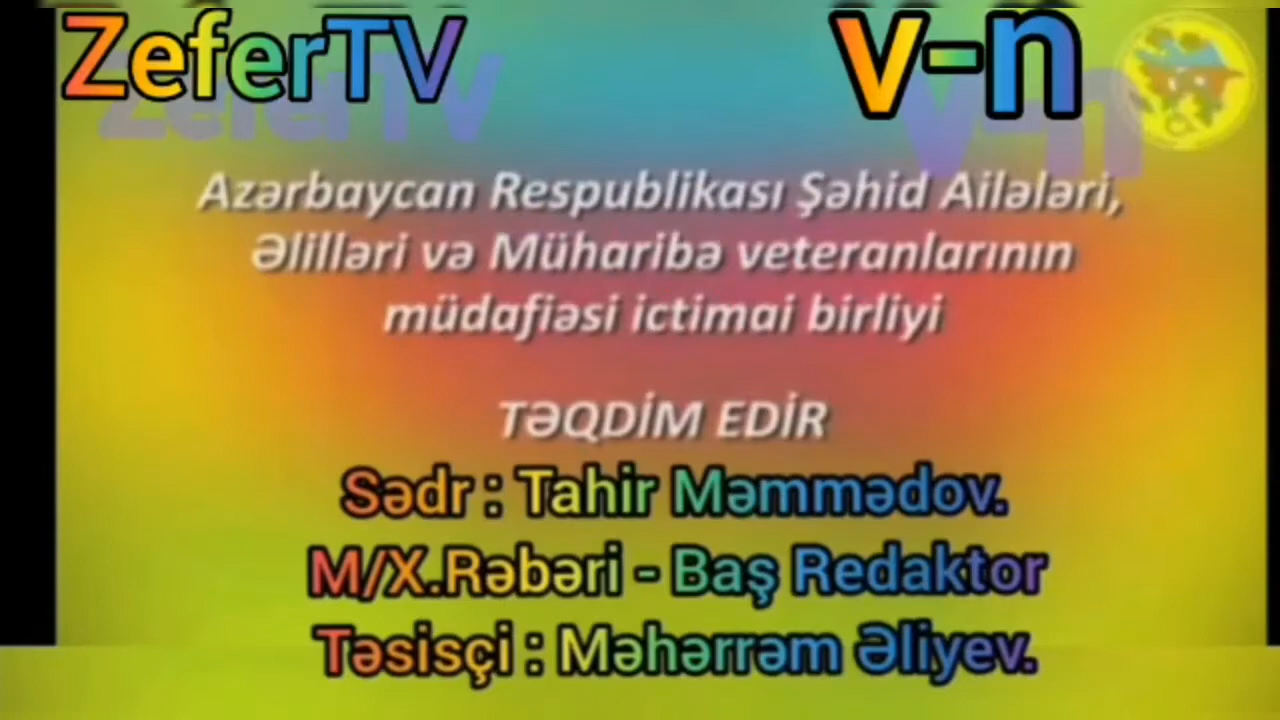 ZeferTV v-n
Azərbaycan Respublikası Şəhid Ailələri,
Əlilləri və Müharibə veteranlarının
müdafiəsi ictimai birliyi
TƏQDİM EDİR
Sədr : Tahir Məmmədov.
M/X.Rəbəri - Baş Redaktor
Təsisçi : Məhərrəm Əliyev.